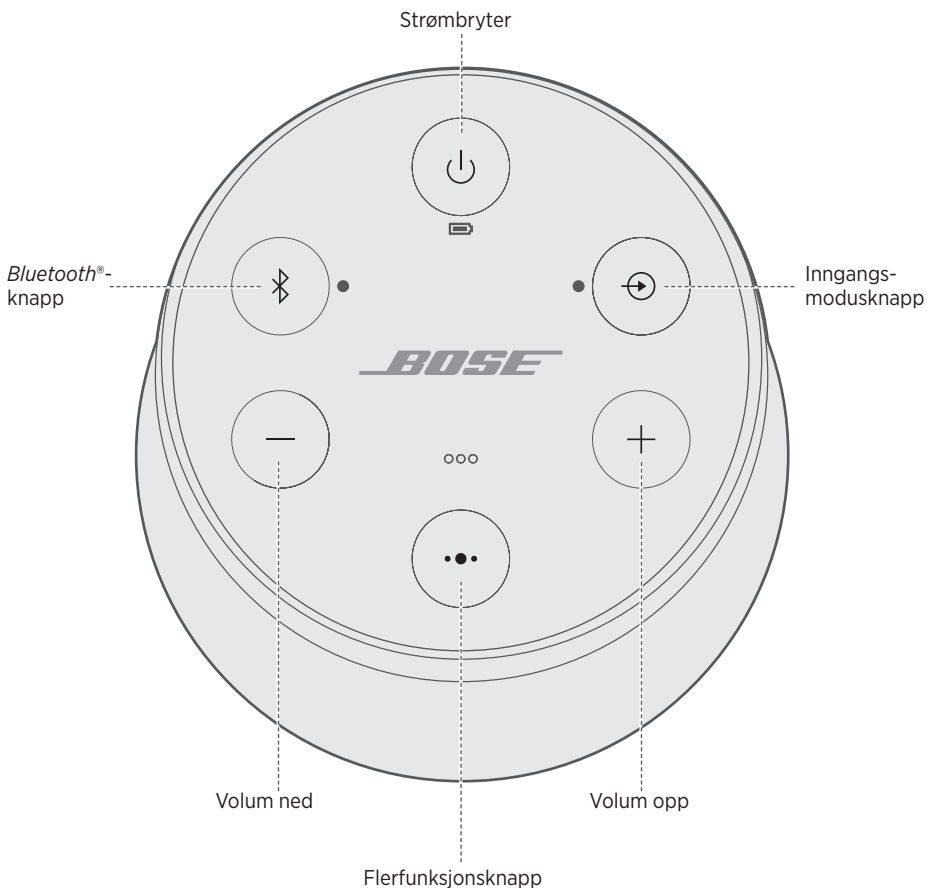 Strømbryter
Bluetooth®-
knapp
Inngangs-
modusknapp
BOSE
Volum ned
Volum opp
Flerfunksjonsknapp